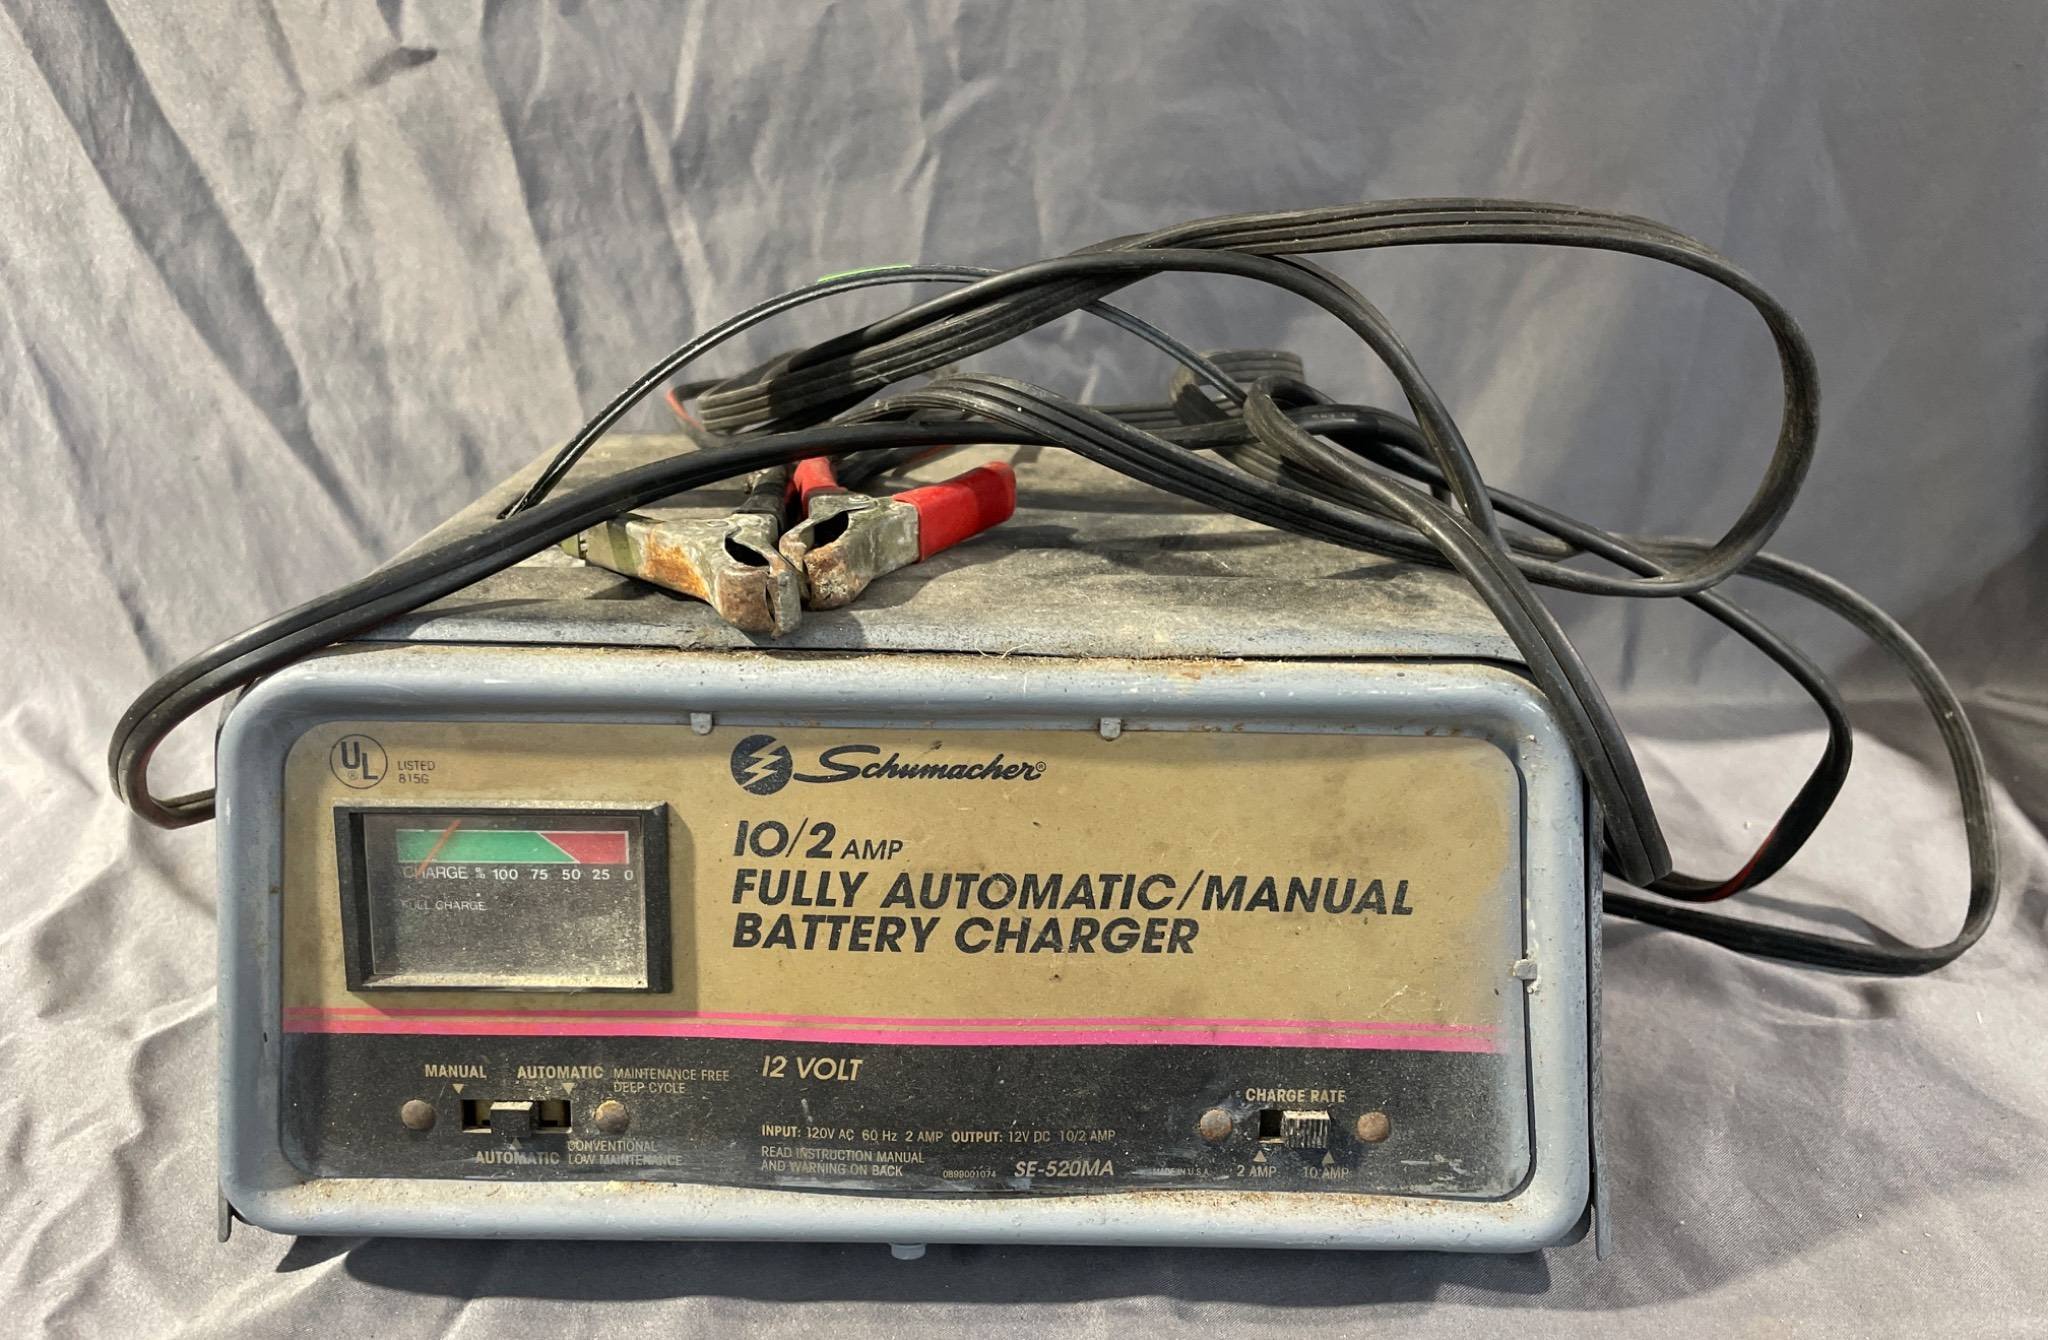 UL®
LISTED
815G
Schumacher®
10/2 AMP
FULLY AUTOMATIC/MANUAL
BATTERY CHARGER
CHARGE % 100 75 50 25 0
FULL CHARGE
MANUAL
AUTOMATIC
MAINTENANCE FREE
DEEP CYCLE
AUTOMATIC
CONVENTIONAL
LOW MAINTENANCE
12 VOLT
INPUT: 120V AC 60 Hz 2 AMP OUTPUT: 12V DC 10/2 AMP
READ INSTRUCTION MANUAL
AND WARNING ON BACK
0899001074
SE-520MA
MADE IN U.S.A.
CHARGE RATE
2 AMP 10 AMP